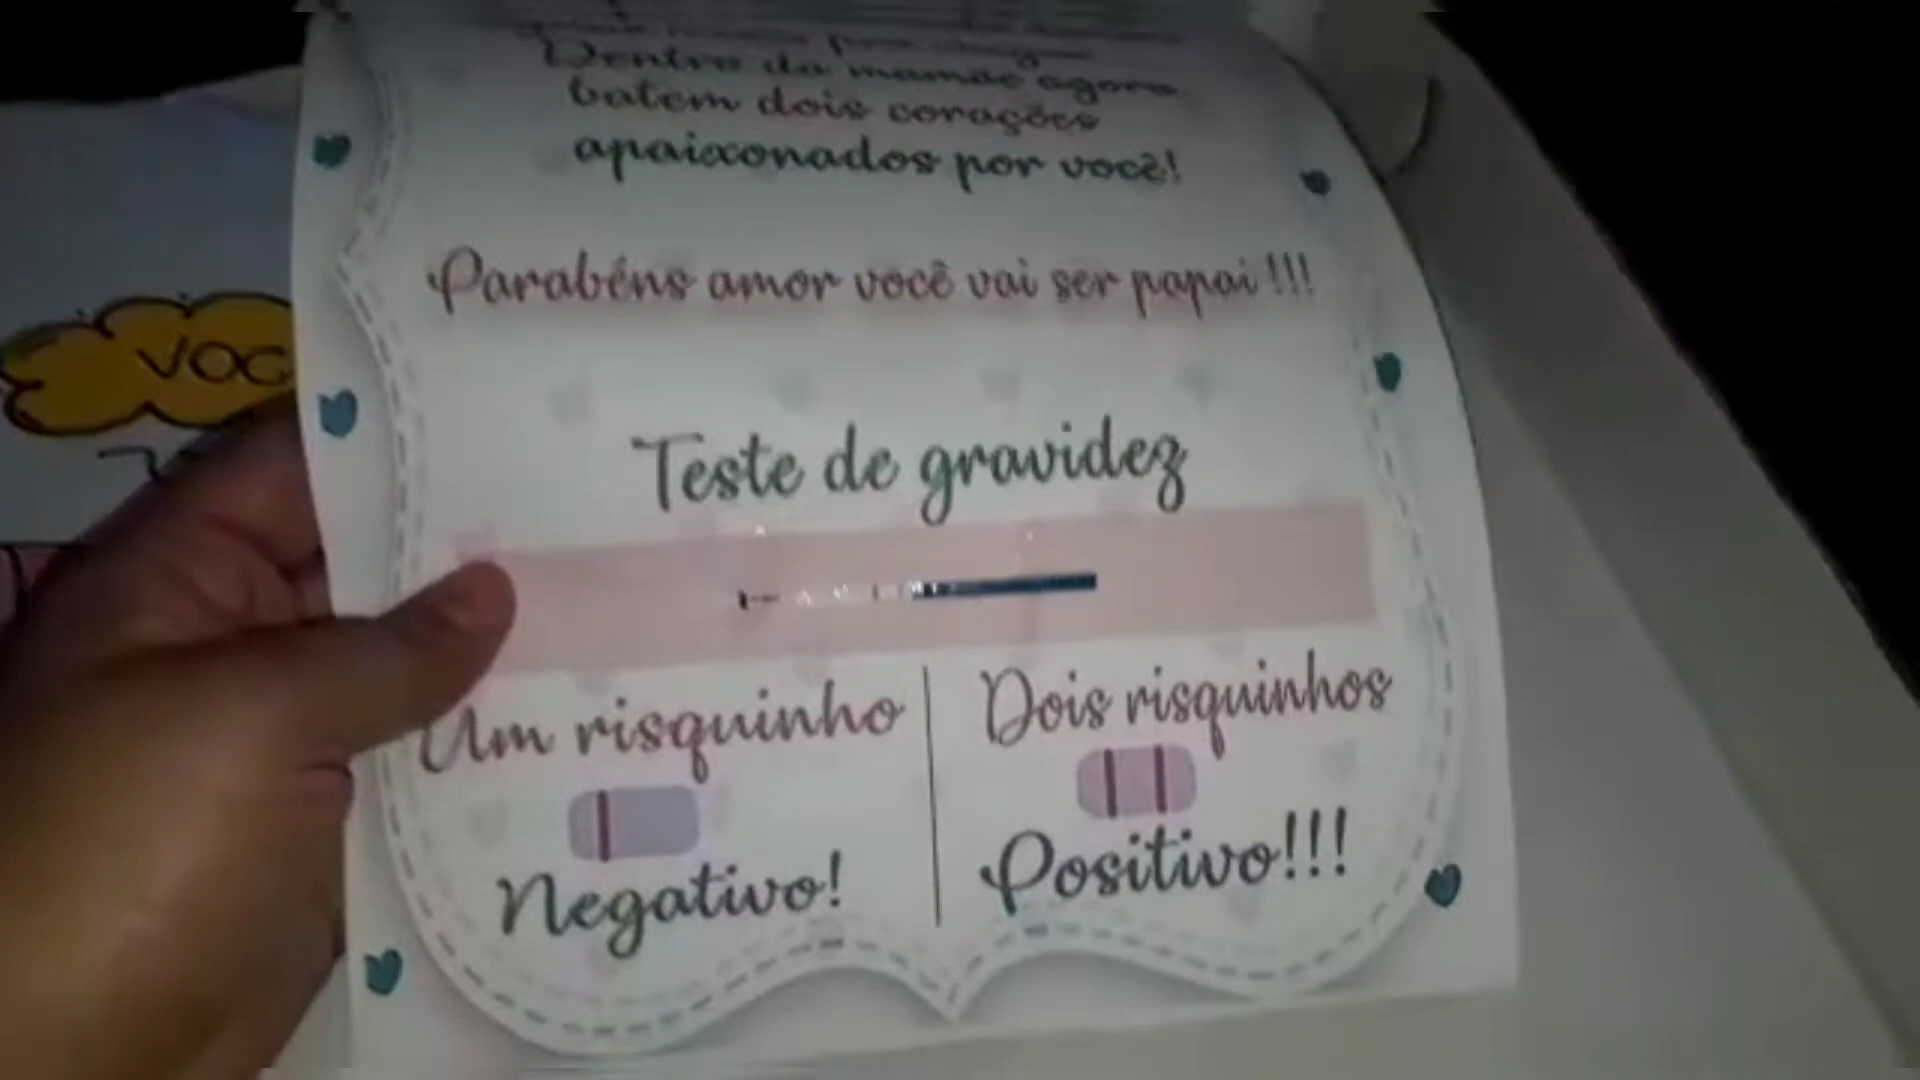 Dentro da mamãe agora
batem dois corações
apaixonados por você!
Parabéns amor você vai ser papai !!!
VOC
Teste de gravidez
Um risquinho
Negativo!
Dois risquinhos
Positivo!!!